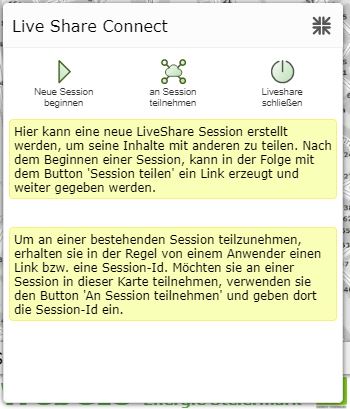 Live Share Connect
Neue Session
beginnen
an Session
teilnehmen
Liveshare
schließen
Hier kann eine neue LiveShare Session erstellt
werden, um seine Inhalte mit anderen zu teilen. Nach
dem Beginnen einer Session, kann in der Folge mit
dem Button 'Session teilen' ein Link erzeugt und
weiter gegeben werden.
Um an einer bestehenden Session teilzunehmen,
erhalten sie in der Regel von einem Anwender einen
Link bzw. eine Session-Id. Möchten sie an einer
Session in dieser Karte teilnehmen, verwenden sie
den Button 'An Session teilnehmen' und geben dort
die Session-Id ein.